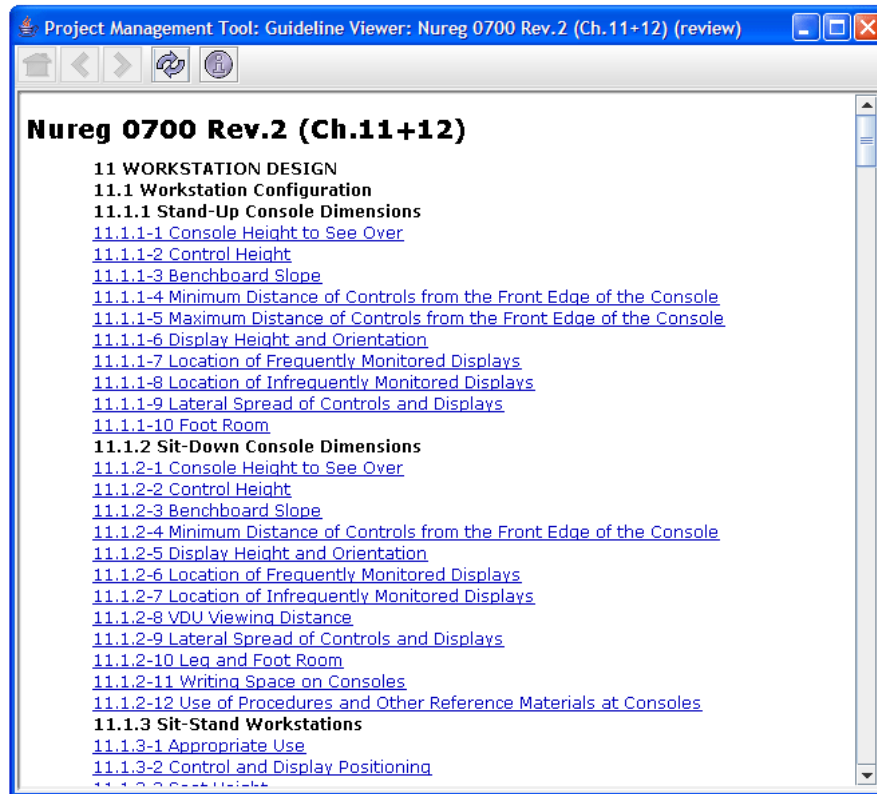 Project Management Tool: Guideline Viewer: Nureg 0700 Rev.2 (Ch.11+12) (review)
Nureg 0700 Rev.2 (Ch.11+12)
11 WORKSTATION DESIGN
11.1 Workstation Configuration
11.1.1 Stand-Up Console Dimensions
11.1.1-1 Console Height to See Over
11.1.1-2 Control Height
11.1.1-3 Benchboard Slope
11.1.1-4 Minimum Distance of Controls from the Front Edge of the Console
11.1.1-5 Maximum Distance of Controls from the Front Edge of the Console
11.1.1-6 Display Height and Orientation
11.1.1-7 Location of Frequently Monitored Displays
11.1.1-8 Location of Infrequently Monitored Displays
11.1.1-9 Lateral Spread of Controls and Displays
11.1.1-10 Foot Room
11.1.2 Sit-Down Console Dimensions
11.1.2-1 Console Height to See Over
11.1.2-2 Control Height
11.1.2-3 Benchboard Slope
11.1.2-4 Minimum Distance of Controls from the Front Edge of the Console
11.1.2-5 Display Height and Orientation
11.1.2-6 Location of Frequently Monitored Displays
11.1.2-7 Location of Infrequently Monitored Displays
11.1.2-8 VDU Viewing Distance
11.1.2-9 Lateral Spread of Controls and Displays
11.1.2-10 Leg and Foot Room
11.1.2-11 Writing Space on Consoles
11.1.2-12 Use of Procedures and Other Reference Materials at Consoles
11.1.3 Sit-Stand Workstations
11.1.3-1 Appropriate Use
11.1.3-2 Control and Display Positioning